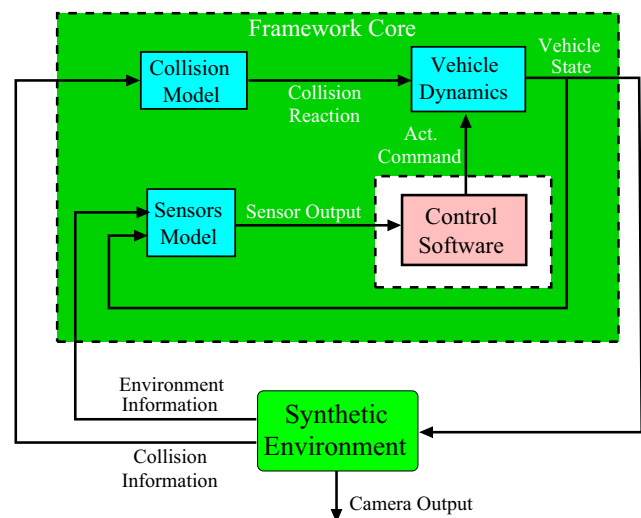 Framework Core
Vehicle
State
Collision
Model
Collision
Reaction
Vehicle
Dynamics
Act.
Command
Sensors
Model
Sensor Output
Control
Software
Environment
Information
Synthetic
Environment
Collision
Information
Camera Output